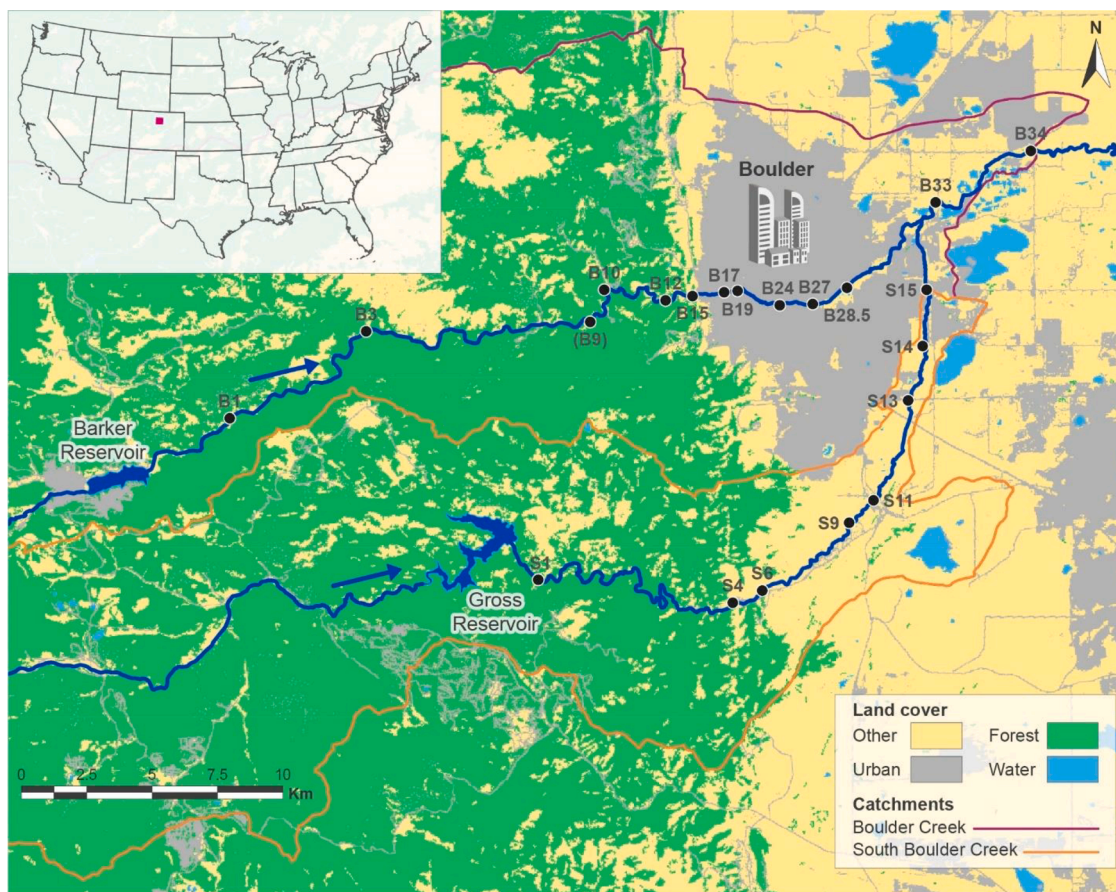 N
B34
Boulder
B33
B10
B12
B17
B15
B19
B24
B27
B28.5
S15
(B9)
B3
S14
S13
B1
Barker
Reservoir
S11
S9
S1
S4
S6
Gross
Reservoir
Land cover
Other
Forest
Urban
Water
Catchments
Boulder Creek
South Boulder Creek
0
2.5
5
7.5
10
Km